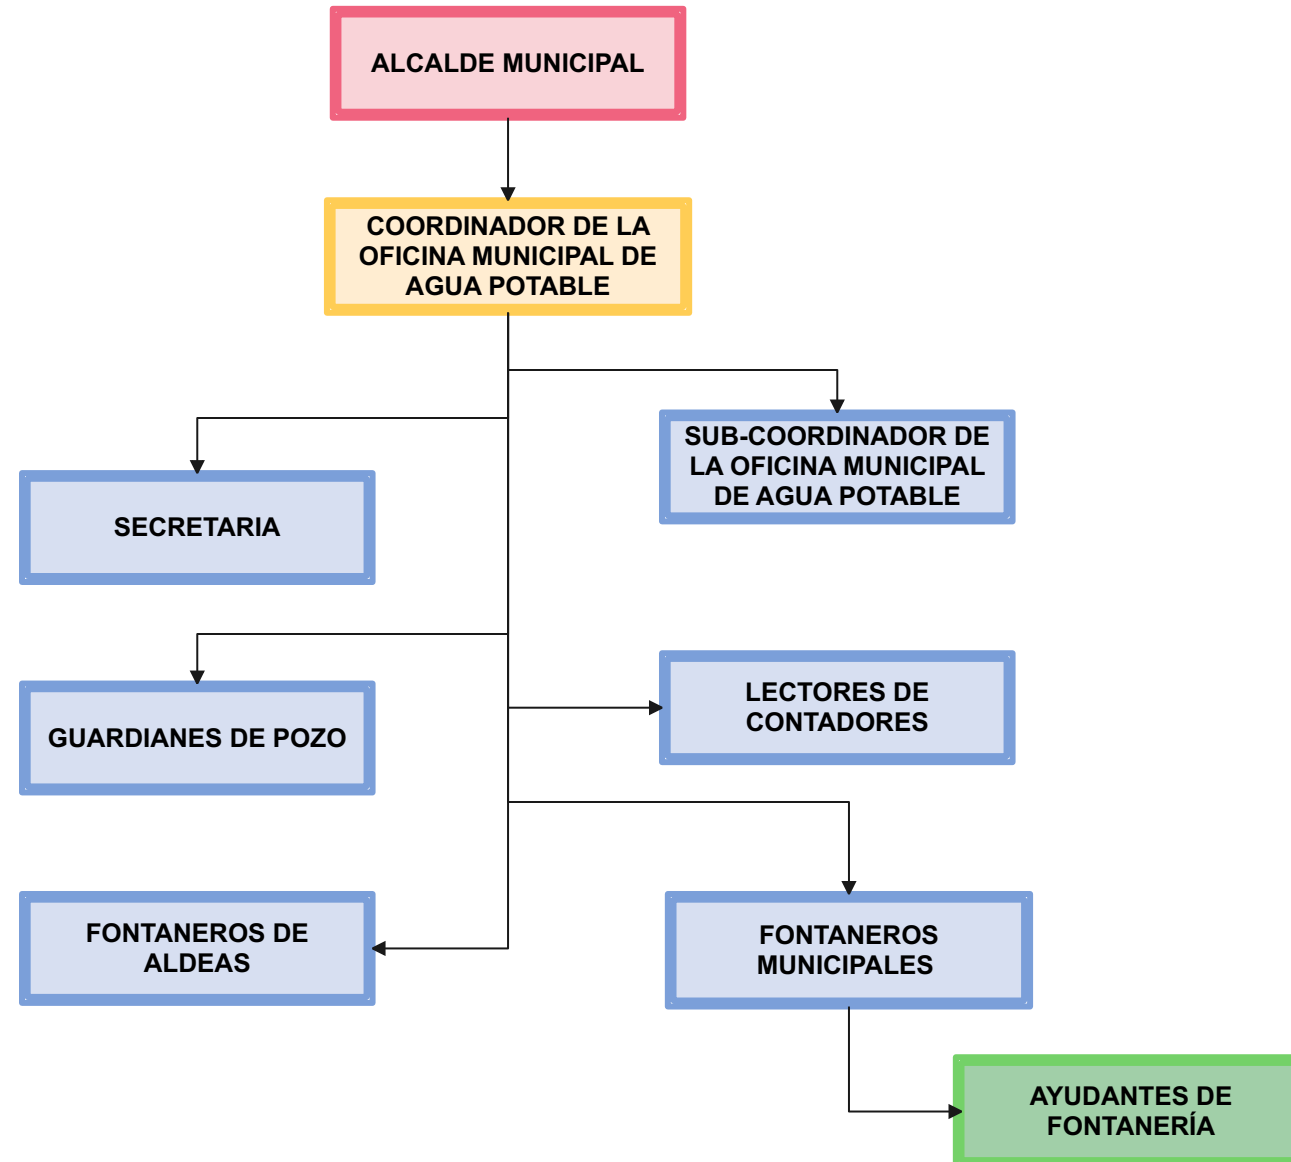 ALCALDE MUNICIPAL
COORDINADOR DE LA
OFICINA MUNICIPAL DE
AGUA POTABLE
SUB-COORDINADOR DE
LA OFICINA MUNICIPAL
DE AGUA POTABLE
SECRETARIA
LECTORES DE
CONTADORES
GUARDIANES DE POZO
FONTANEROS DE
ALDEAS
FONTANEROS
MUNICIPALES
AYUDANTES DE
FONTANERÍA